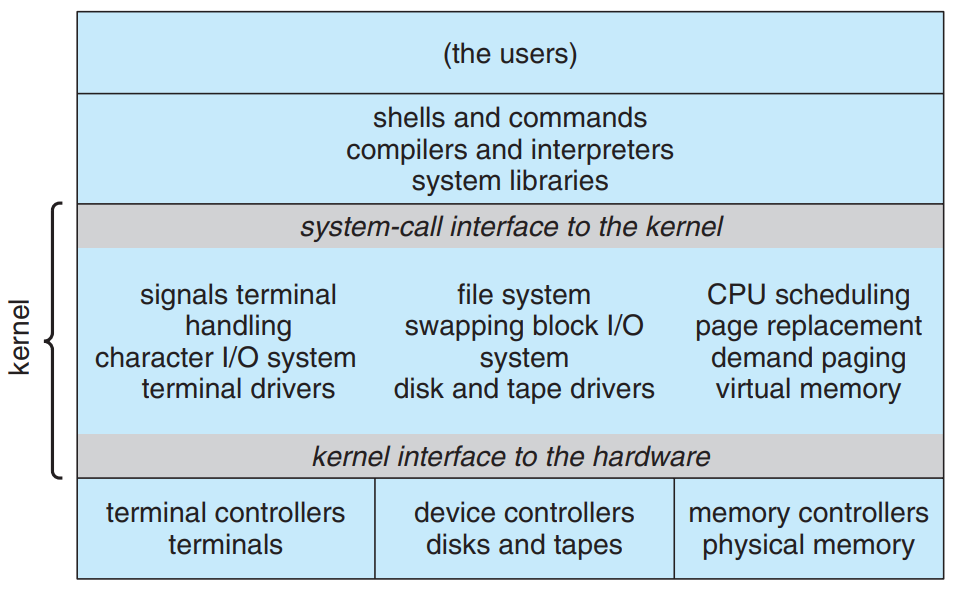 (the users)
shells and commands
compilers and interpreters
system libraries
kernel
system-call interface to the kernel
signals terminal
handling
character I/O system
terminal drivers
file system
swapping block I/O
system
disk and tape drivers
CPU scheduling
page replacement
demand paging
virtual memory
kernel interface to the hardware
terminal controllers
terminals
device controllers
disks and tapes
memory controllers
physical memory